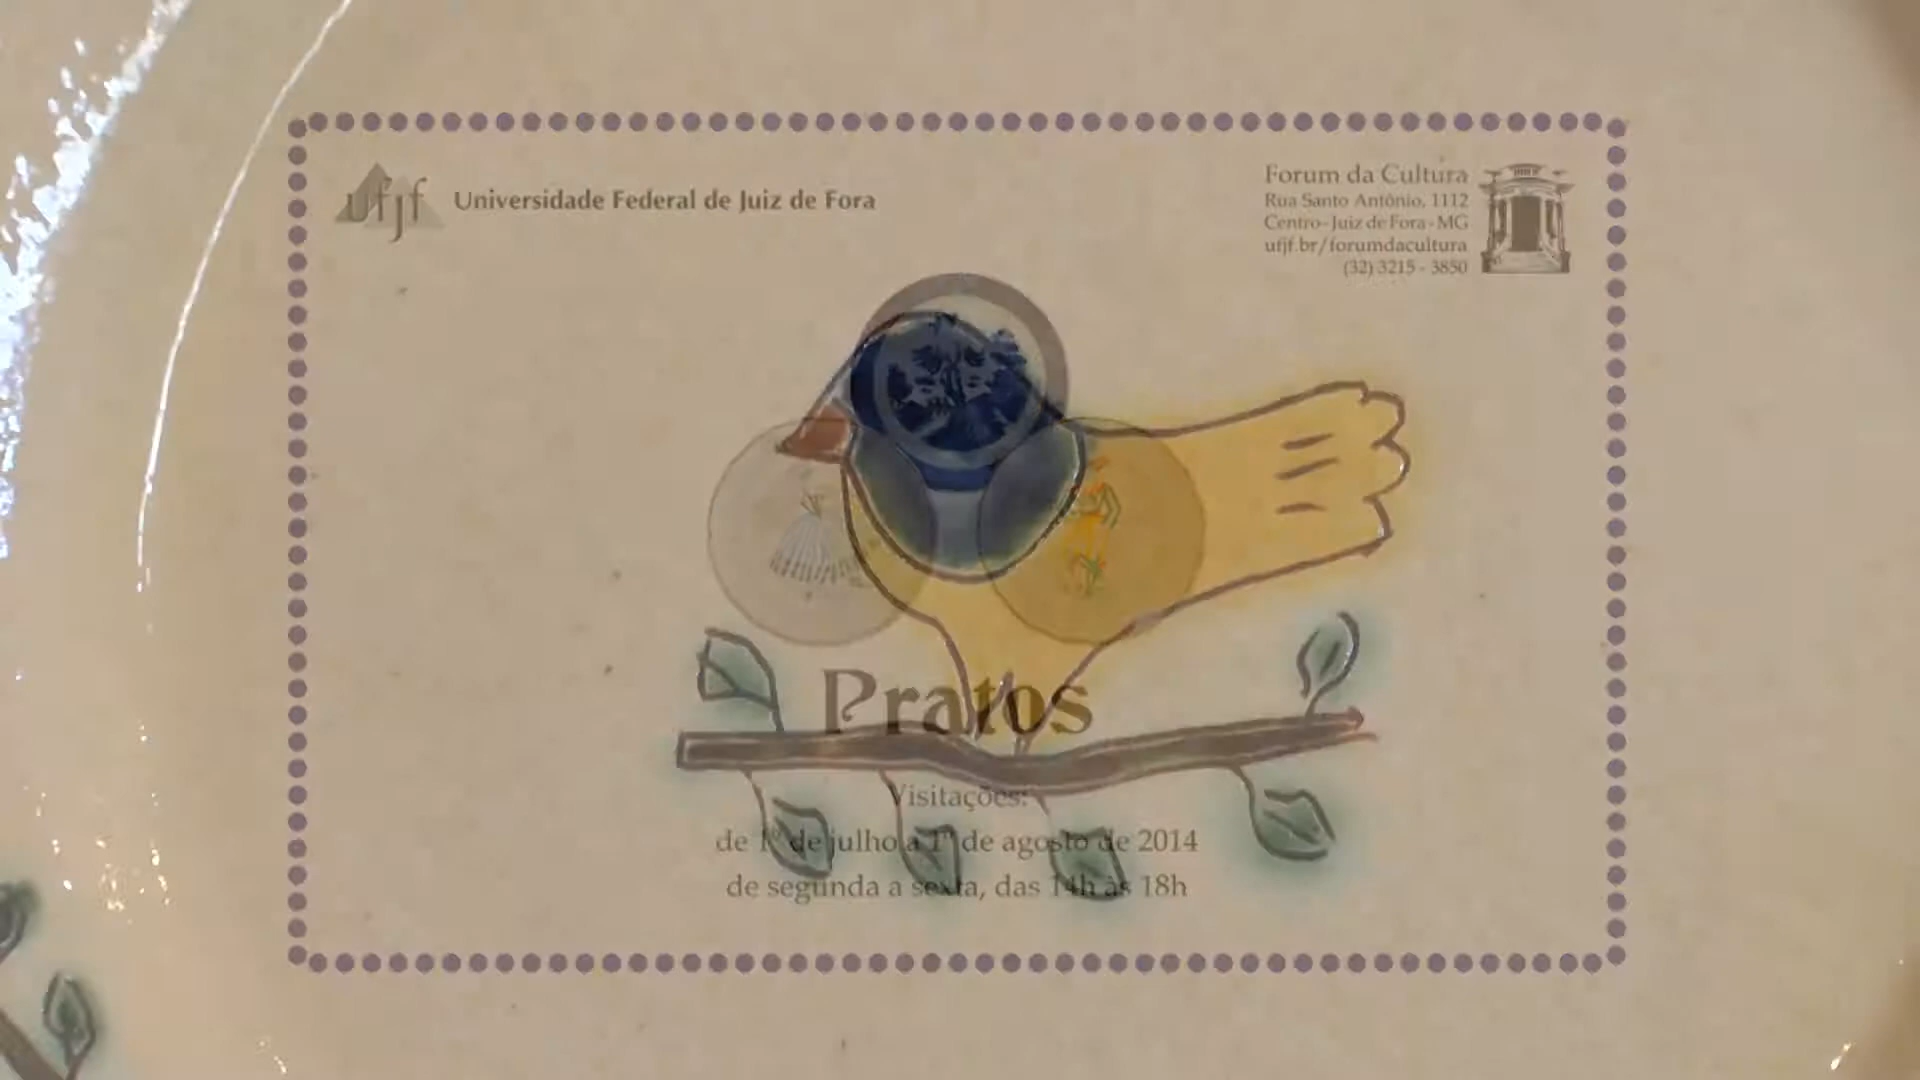 ufjf
Universidade Federal de Juiz de Fora
Forum da Cultura
Rua Santo Antônio, 1112
Centro - Juiz de Fora - MG
ufjf.br/forumdacultura
(32) 3215 - 3850
Pratos
Visitações:
de 1º de julho a 1º de agosto de 2014
de segunda a sexta, das 14h às 18h